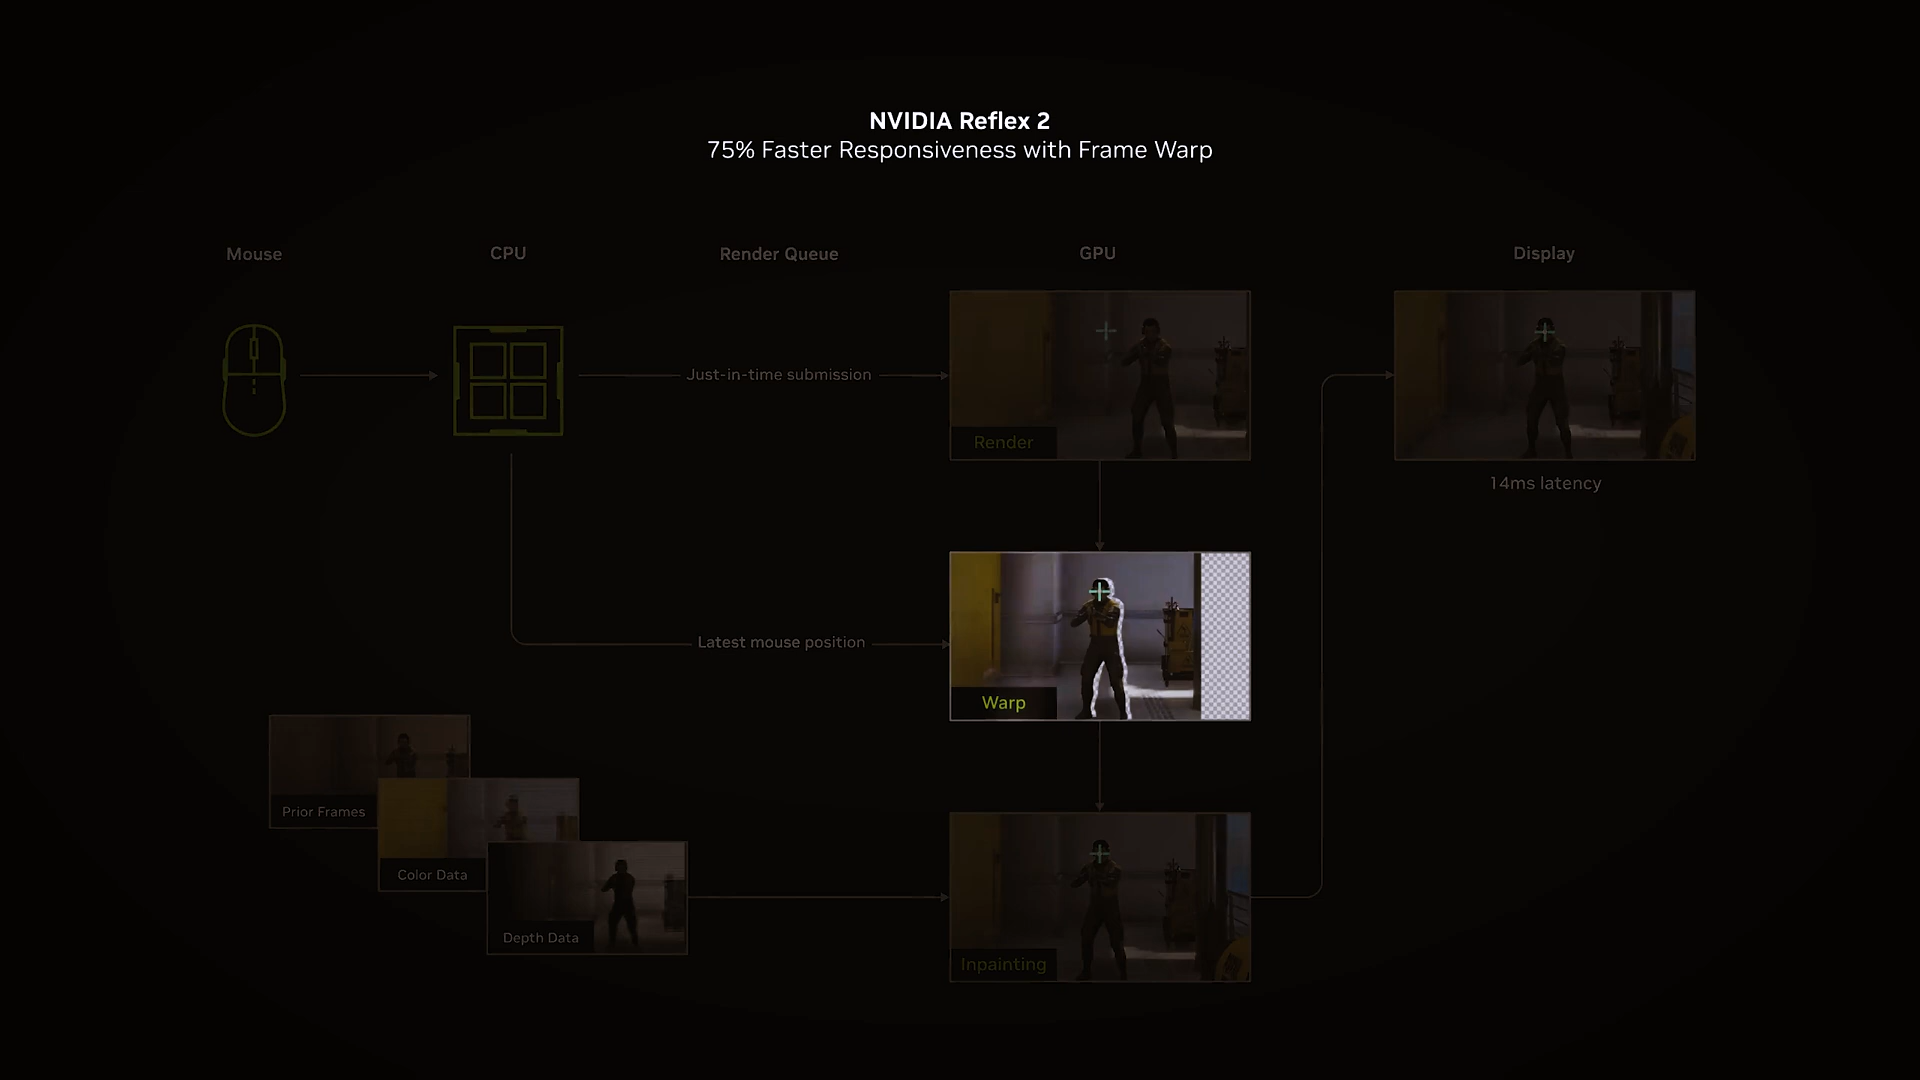 NVIDIA Reflex 2
75% Faster Responsiveness with Frame Warp
Mouse
CPU
Render Queue
GPU
Display
Just-in-time submission
Render
14ms latency
Latest mouse position
Warp
Prior Frames
Color Data
Depth Data
Inpainting